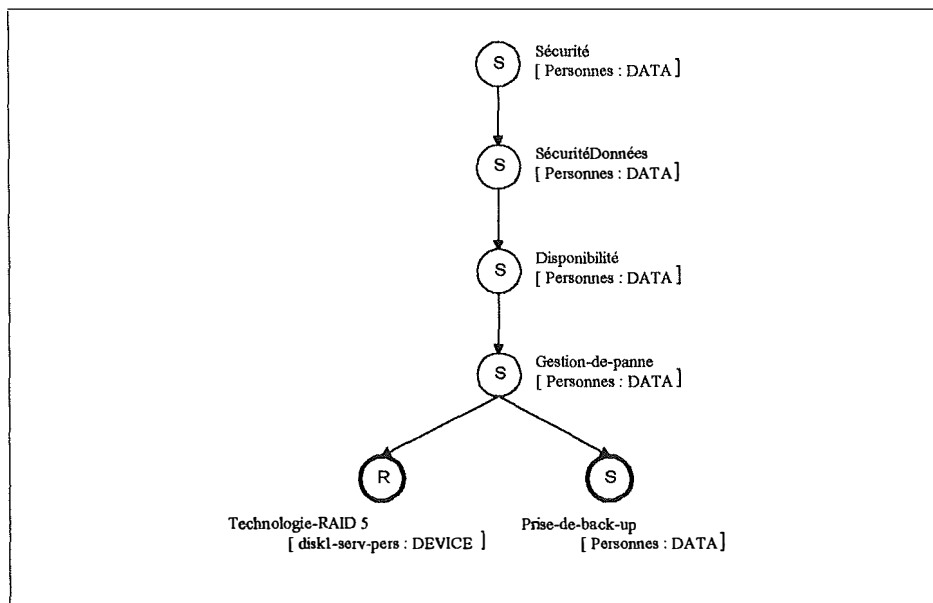 S
Sécurité
[ Personnes : DATA ]
S
SécuritéDonnées
[ Personnes : DATA ]
S
Disponibilité
[ Personnes : DATA ]
S
Gestion-de-panne
[ Personnes : DATA ]
R
S
Technologie-RAID 5
[ disk1-serv-pers : DEVICE ]
Prise-de-back-up
[ Personnes : DATA ]